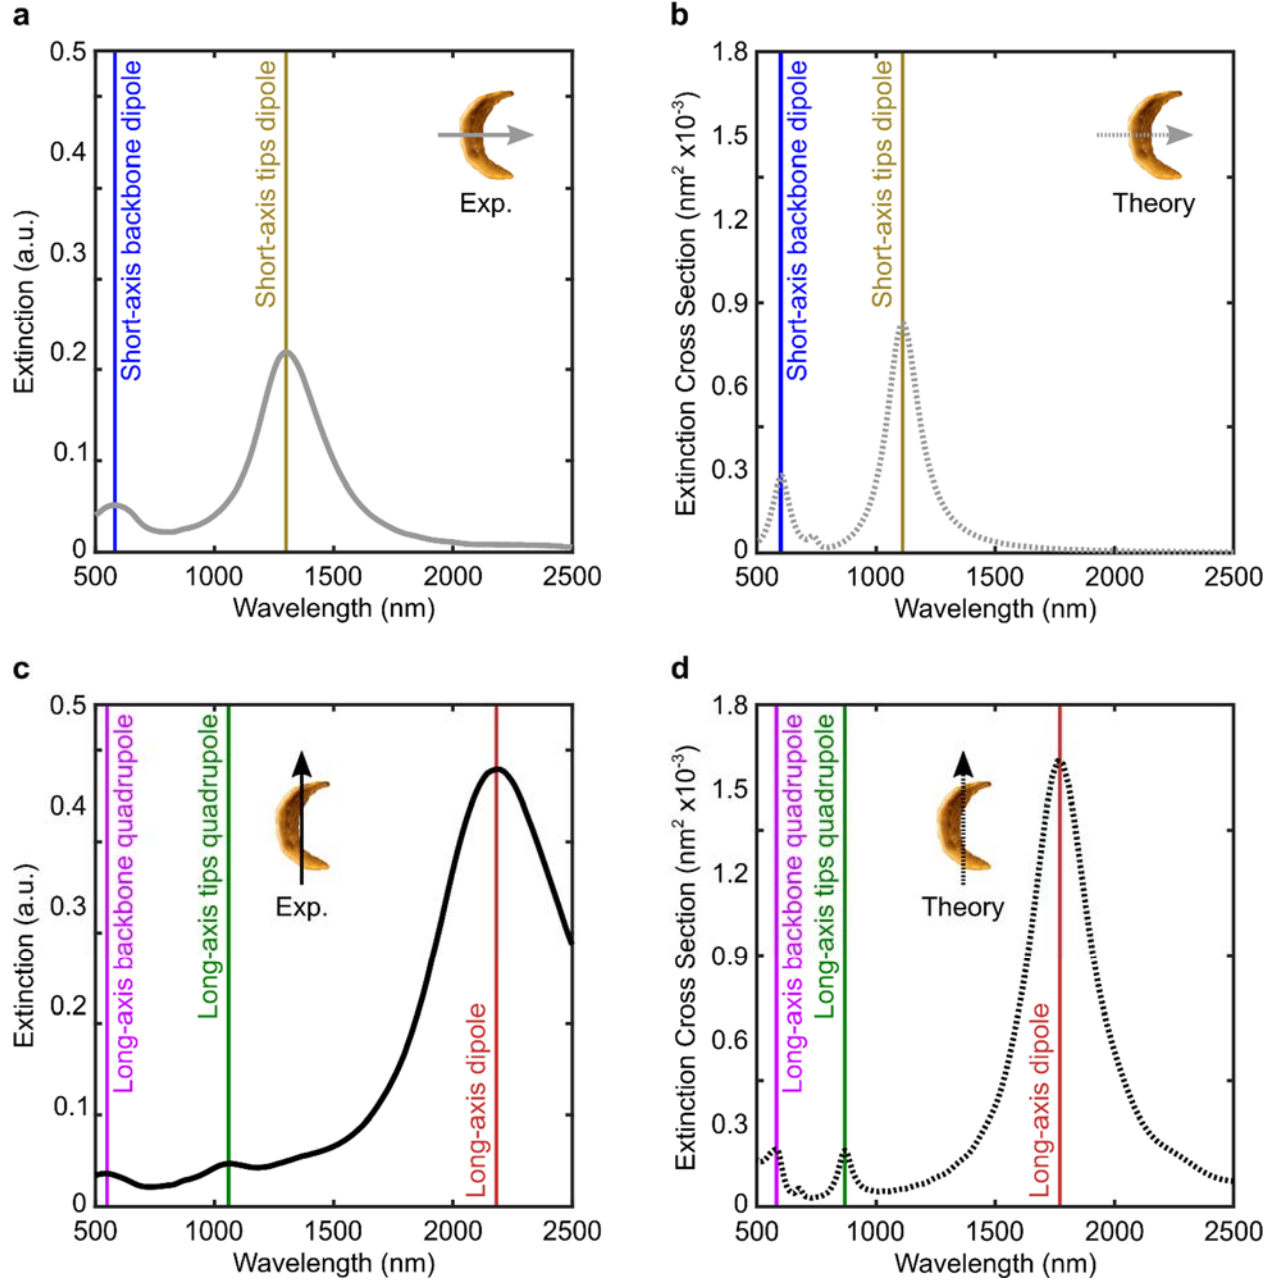 a
0.5
0.4
0.3
0.2
0.1
0
Extinction (a.u.)
Short-axis backbone dipole
Short-axis tips dipole
Exp.
500 1000 1500 2000 2500
Wavelength (nm)
b
1.8
1.5
1.2
0.9
0.6
0.3
0
Extinction Cross Section (nm² x10⁻³)
Short-axis backbone dipole
Short-axis tips dipole
Theory
500 1000 1500 2000 2500
Wavelength (nm)
c
0.5
0.4
0.3
0.2
0.1
0
Extinction (a.u.)
Long-axis backbone quadrupole
Long-axis tips quadrupole
Exp.
Long-axis dipole
500 1000 1500 2000 2500
Wavelength (nm)
d
1.8
1.5
1.2
0.9
0.6
0.3
0
Extinction Cross Section (nm² x10⁻³)
Long-axis backbone quadrupole
Long-axis tips quadrupole
Theory
Long-axis dipole
500 1000 1500 2000 2500
Wavelength (nm)